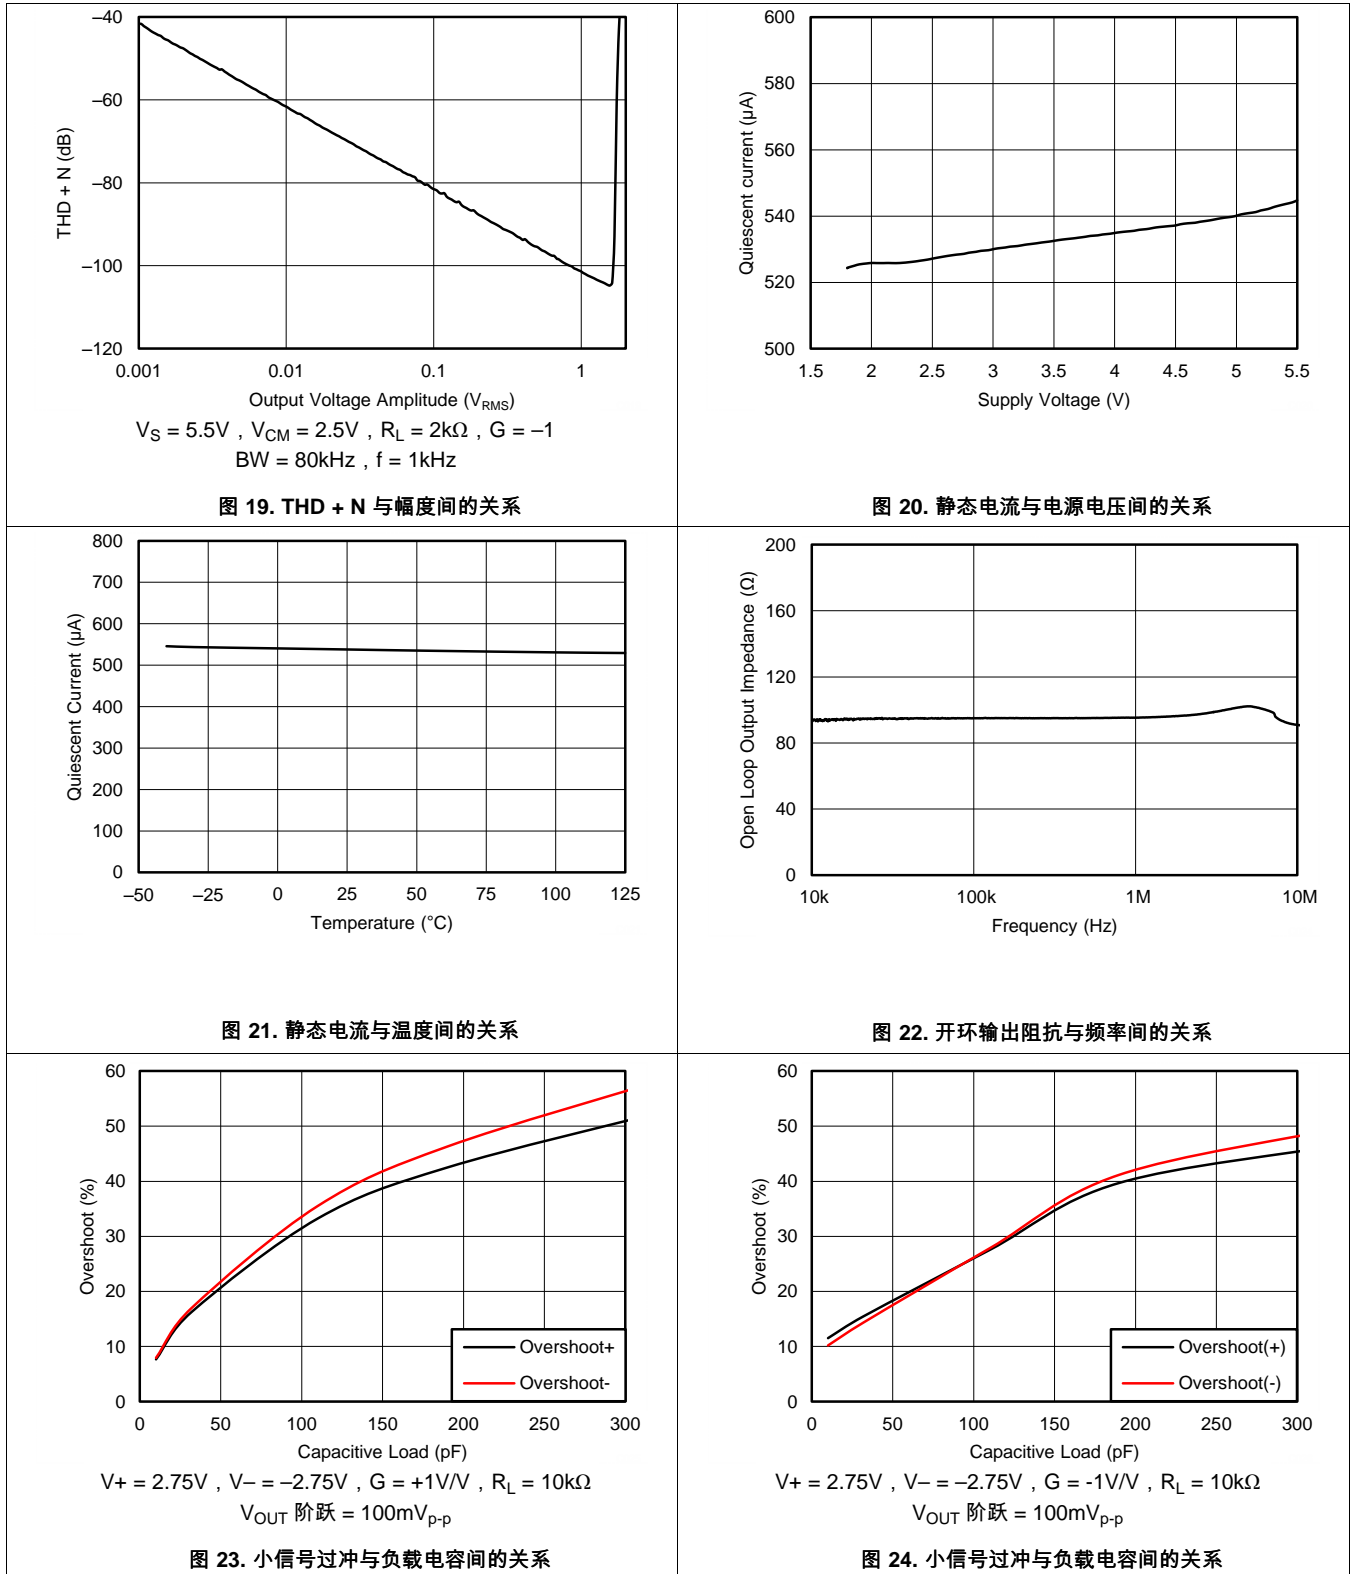 –40
–60
–80
–100
–120
THD + N (dB)
0.001 0.01 0.1 1
Output Voltage Amplitude (VRMS)
VS = 5.5V，VCM = 2.5V，RL = 2kΩ，G = –1
BW = 80kHz，f = 1kHz
图 19. THD + N 与幅度间的关系
600
580
560
540
520
500
Quiescent current (µA)
1.5 2 2.5 3 3.5 4 4.5 5 5.5
Supply Voltage (V)
图 20. 静态电流与电源电压间的关系
800
700
600
500
400
300
200
100
0
Quiescent Current (µA)
–50 –25 0 25 50 75 100 125
Temperature (°C)
图 21. 静态电流与温度间的关系
200
160
120
80
40
0
Open Loop Output Impedance (Ω)
10k 100k 1M 10M
Frequency (Hz)
图 22. 开环输出阻抗与频率间的关系
60
50
40
30
20
10
0
Overshoot (%)
Overshoot+
Overshoot-
0 50 100 150 200 250 300
Capacitive Load (pF)
V+ = 2.75V，V– = –2.75V，G = +1V/V，RL = 10kΩ
VOUT 阶跃 = 100mVp-p
图 23. 小信号过冲与负载电容间的关系
60
50
40
30
20
10
0
Overshoot (%)
Overshoot(+)
Overshoot(-)
0 50 100 150 200 250 300
Capacitive Load (pF)
V+ = 2.75V，V– = –2.75V，G = -1V/V，RL = 10kΩ
VOUT 阶跃 = 100mVp-p
图 24. 小信号过冲与负载电容间的关系